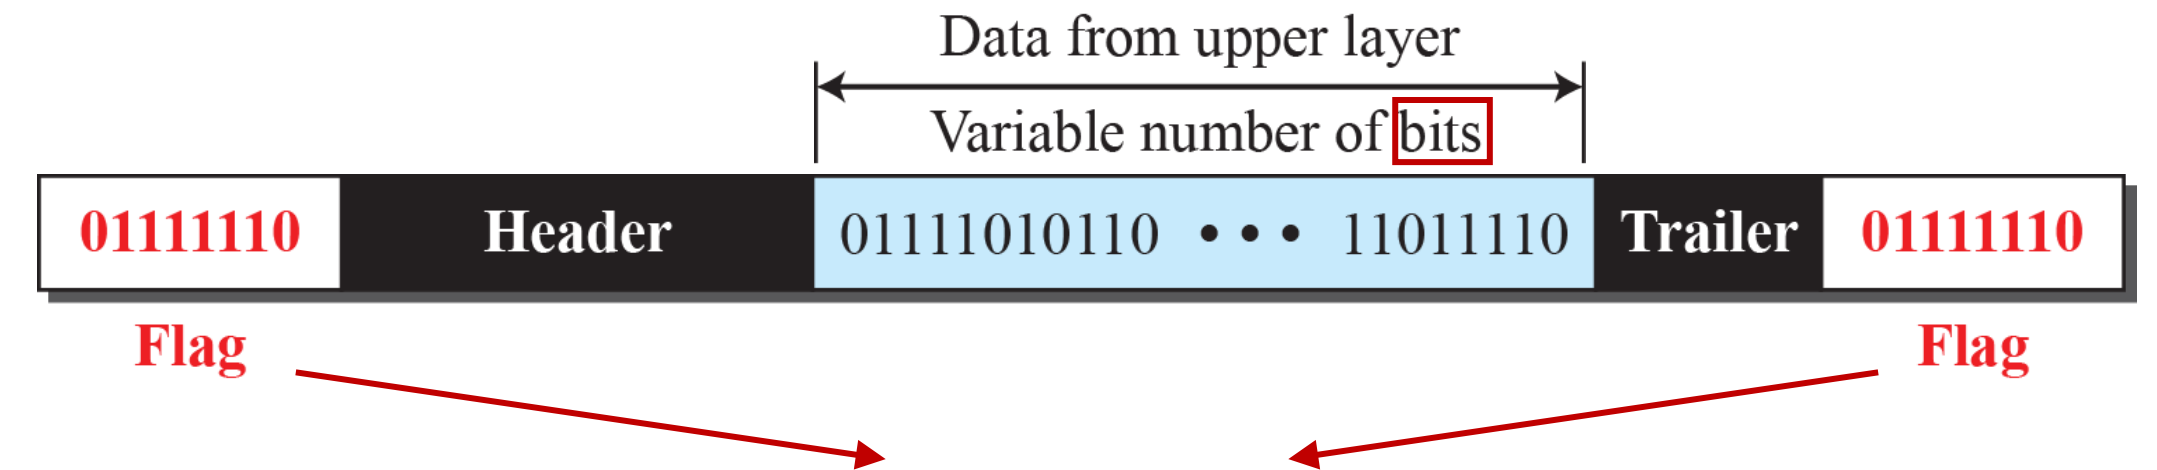 Data from upper layer
Variable number of bits
01111110 Header 01111010110 • • • 11011110 Trailer 01111110
Flag Flag